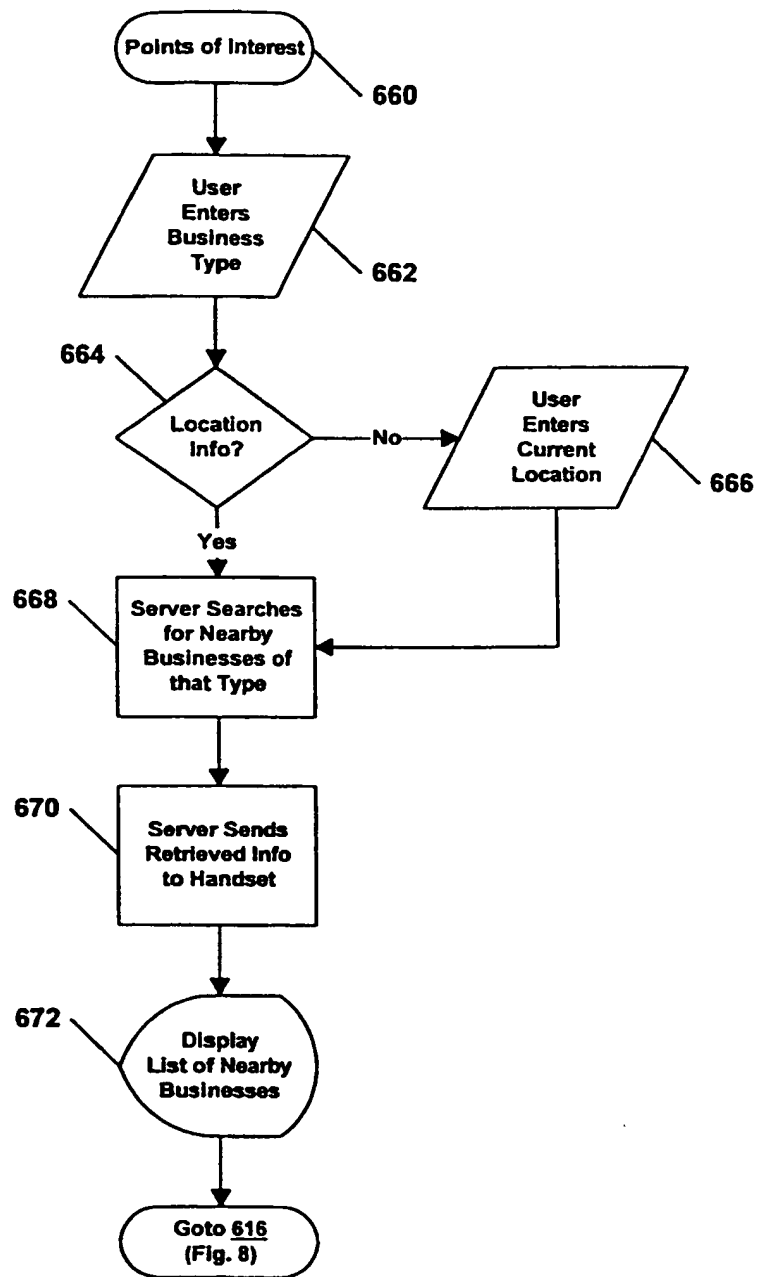 Points of Interest
660
User
Enters
Business
Type
662
664
Location
Info?
No
User
Enters
Current
Location
666
Yes
668
Server Searches
for Nearby
Businesses of
that Type
670
Server Sends
Retrieved Info
to Handset
672
Display
List of Nearby
Businesses
Goto 616
(Fig. 8)